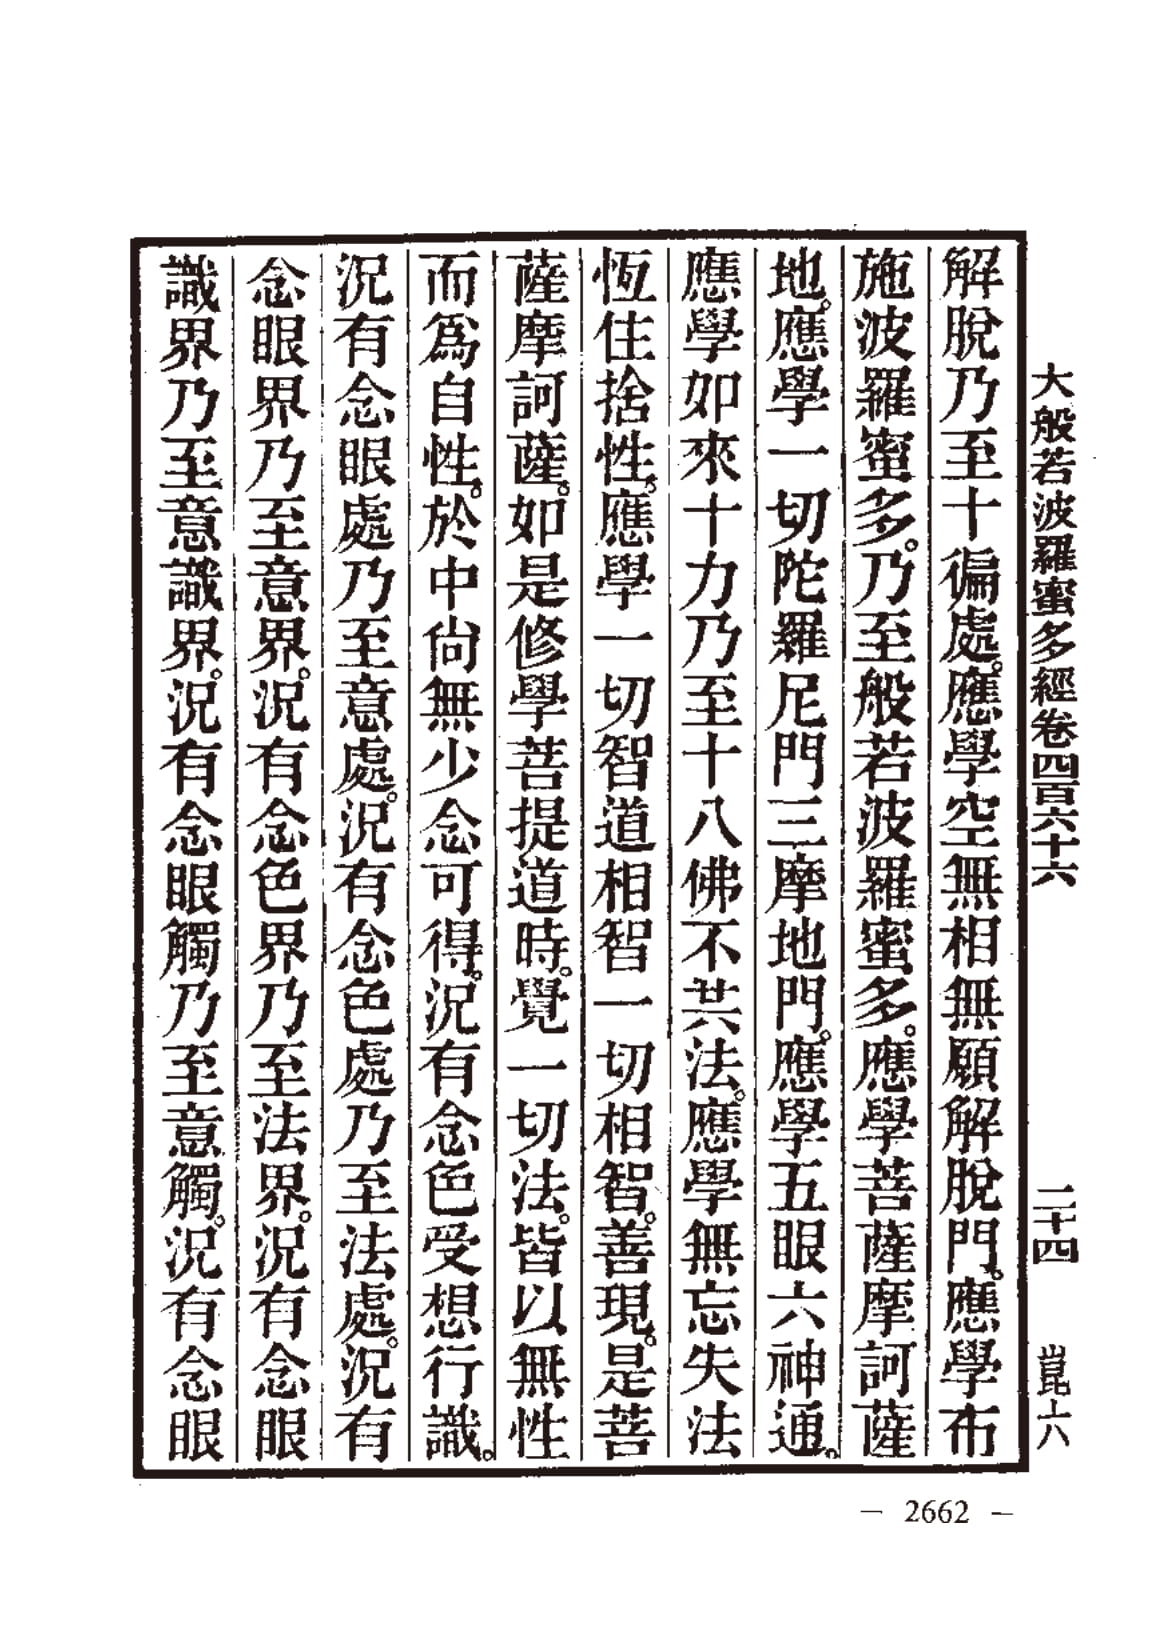 大般若波羅蜜多經卷四百六十六 二十四 崑六
解脫乃至十徧處。應學空無相無願解脫門。應學布
施波羅蜜多。乃至般若波羅蜜多。應學菩薩摩訶薩
地。應學一切陀羅尼門三摩地門。應學五眼六神通。
應學如來十力乃至十八佛不共法。應學無忘失法
恆住捨性。應學一切智道相智一切相智。善現。是菩
薩摩訶薩。如是修學菩提道時。覺一切法。皆以無性
而爲自性。於中尙無少念可得。況有念色受想行識。
況有念眼處乃至意處。況有念色處乃至法處。況有
念眼界乃至意界。況有念色界乃至法界。況有念眼
識界乃至意識界。況有念眼觸乃至意觸。況有念眼
— 2662 —